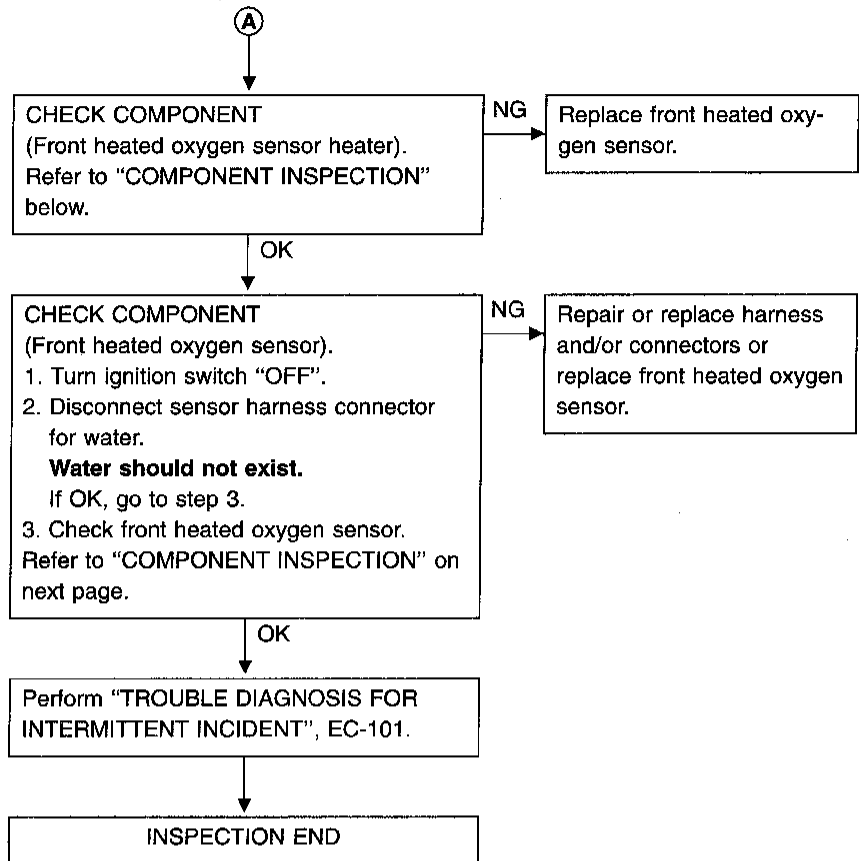 A
CHECK COMPONENT
(Front heated oxygen sensor heater).
Refer to “COMPONENT INSPECTION”
below.
NG
Replace front heated oxy-
gen sensor.
OK
CHECK COMPONENT
(Front heated oxygen sensor).
1. Turn ignition switch “OFF”.
2. Disconnect sensor harness connector
for water.
Water should not exist.
If OK, go to step 3.
3. Check front heated oxygen sensor.
Refer to “COMPONENT INSPECTION” on
next page.
NG
Repair or replace harness
and/or connectors or
replace front heated oxygen
sensor.
OK
Perform “TROUBLE DIAGNOSIS FOR
INTERMITTENT INCIDENT”, EC-101.
INSPECTION END